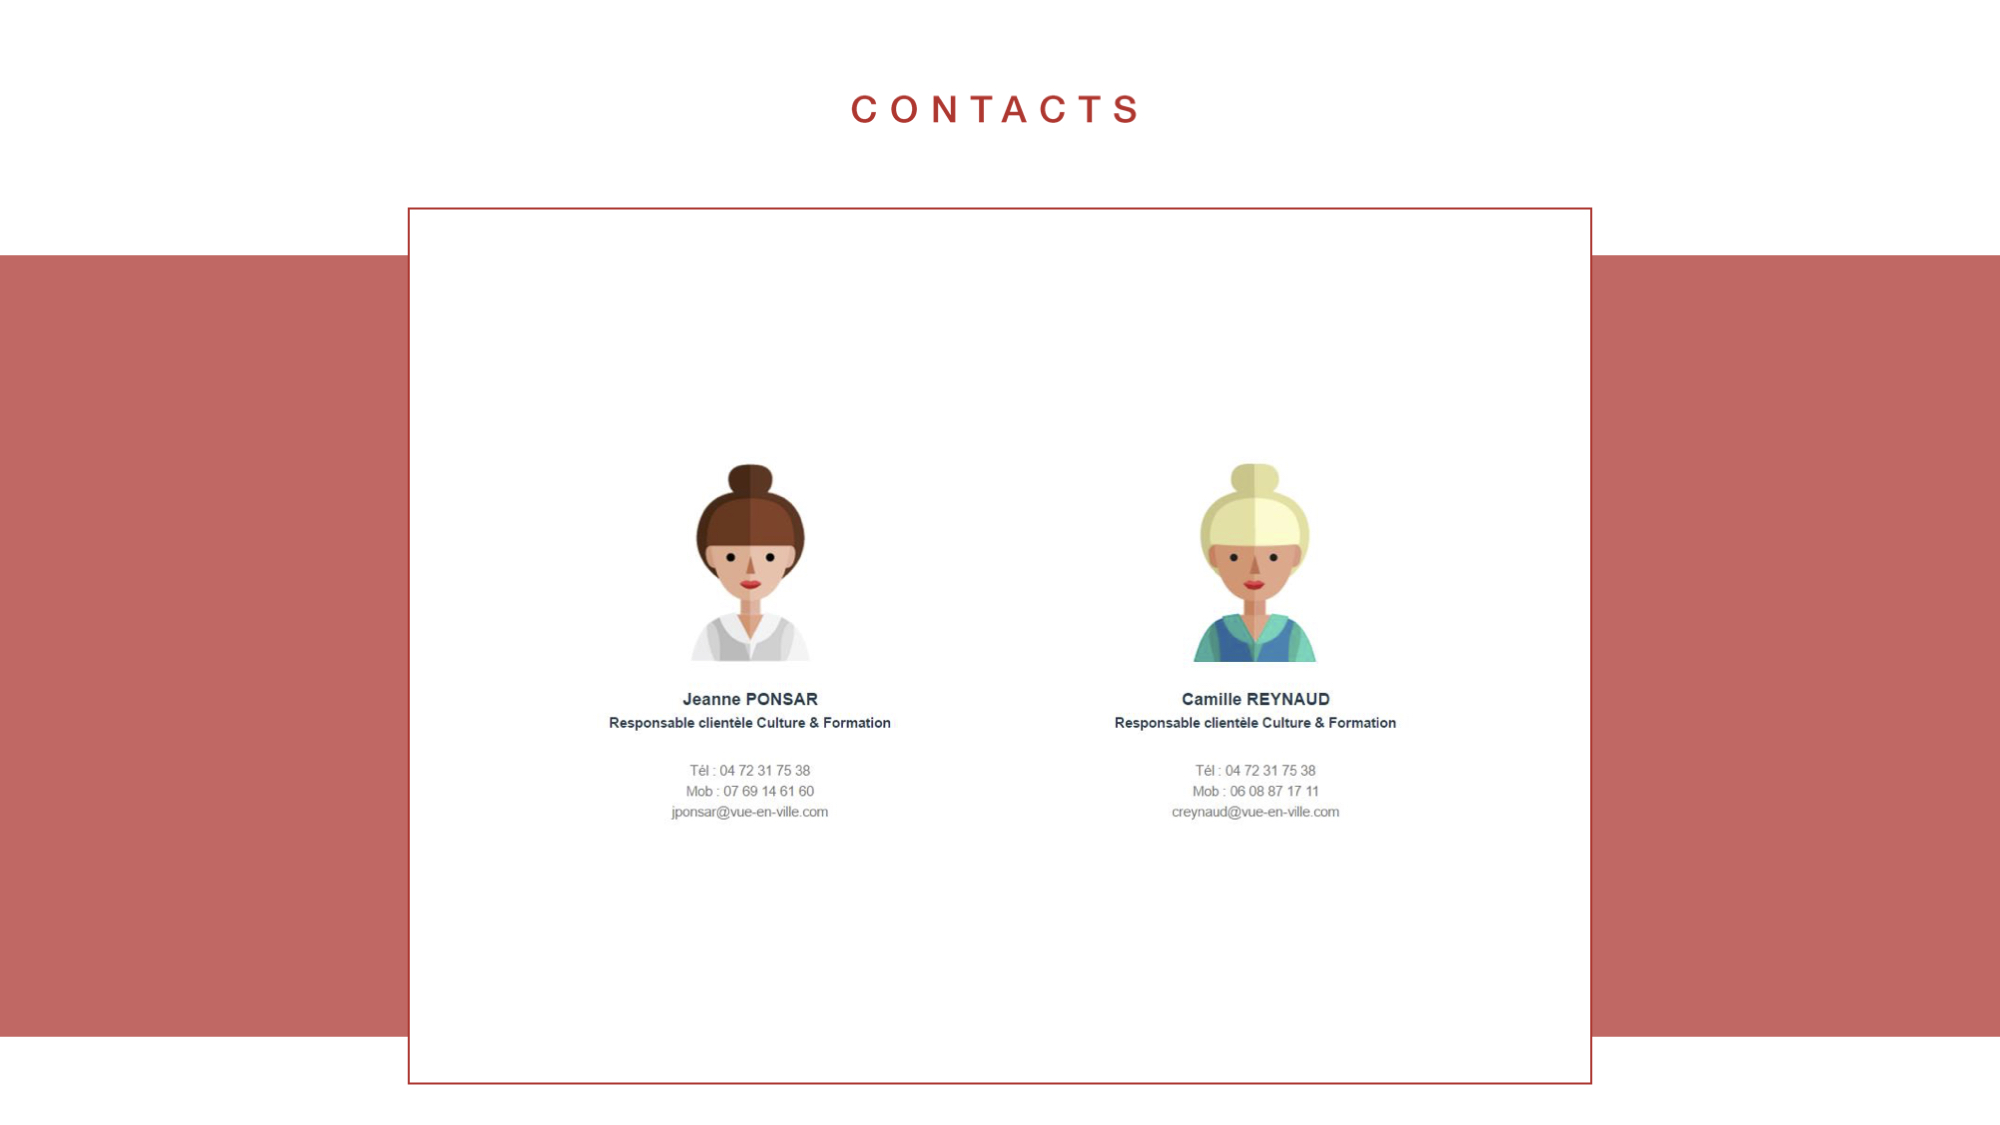 CONTACTS
Jeanne PONSAR
Responsable clientèle Culture & Formation
Tél : 04 72 31 75 38
Mob : 07 69 14 61 60
jponsar@vue-en-ville.com
Camille REYNAUD
Responsable clientèle Culture & Formation
Tél : 04 72 31 75 38
Mob : 06 08 87 17 11
creynaud@vue-en-ville.com